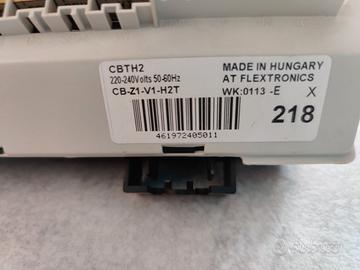 CBTH2
220-240Volts 50-60Hz
CB-Z1-V1-H2T
MADE IN HUNGARY
AT FLEXTRONICS
WK:0113 -E X
218
461972405011